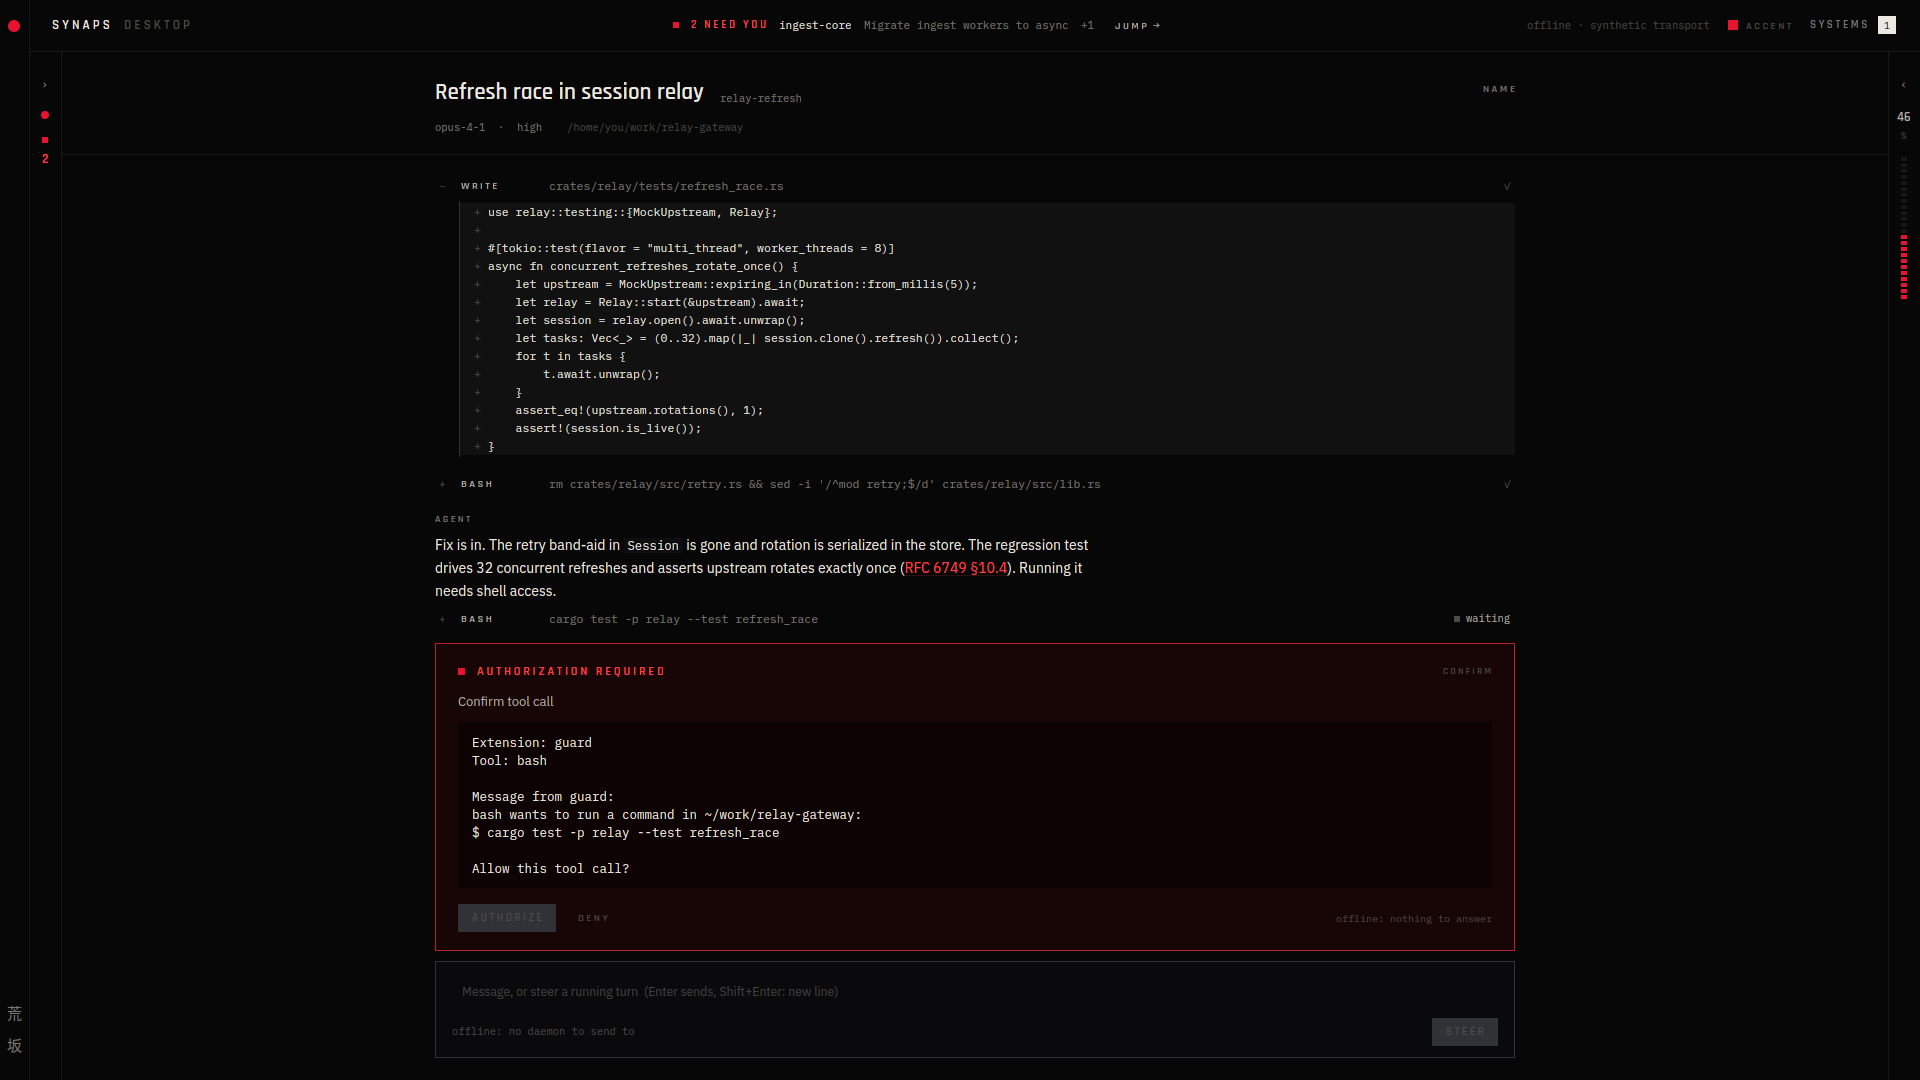 SYNAPS DESKTOP
2 NEED YOU ingest-core Migrate ingest workers to async +1 JUMP →
offline · synthetic transport ACCENT SYSTEMS 1
›
2
‹
46
%
Refresh race in session relay relay-refresh
NAME
opus-4-1 · high /home/you/work/relay-gateway
− WRITE crates/relay/tests/refresh_race.rs √
+ use relay::testing::{MockUpstream, Relay};
+
+ #[tokio::test(flavor = "multi_thread", worker_threads = 8)]
+ async fn concurrent_refreshes_rotate_once() {
+     let upstream = MockUpstream::expiring_in(Duration::from_millis(5));
+     let relay = Relay::start(&upstream).await;
+     let session = relay.open().await.unwrap();
+     let tasks: Vec<_> = (0..32).map(|_| session.clone().refresh()).collect();
+     for t in tasks {
+         t.await.unwrap();
+     }
+     assert_eq!(upstream.rotations(), 1);
+     assert!(session.is_live());
+ }
+ BASH rm crates/relay/src/retry.rs && sed -i '/^mod retry;$/d' crates/relay/src/lib.rs √
AGENT
Fix is in. The retry band-aid in Session is gone and rotation is serialized in the store. The regression test
drives 32 concurrent refreshes and asserts upstream rotates exactly once (RFC 6749 §10.4). Running it
needs shell access.
+ BASH cargo test -p relay --test refresh_race waiting
AUTHORIZATION REQUIRED CONFIRM
Confirm tool call
Extension: guard
Tool: bash
Message from guard:
bash wants to run a command in ~/work/relay-gateway:
$ cargo test -p relay --test refresh_race
Allow this tool call?
AUTHORIZE DENY offline: nothing to answer
Message, or steer a running turn (Enter sends, Shift+Enter: new line)
offline: no daemon to send to STEER
荒
坂